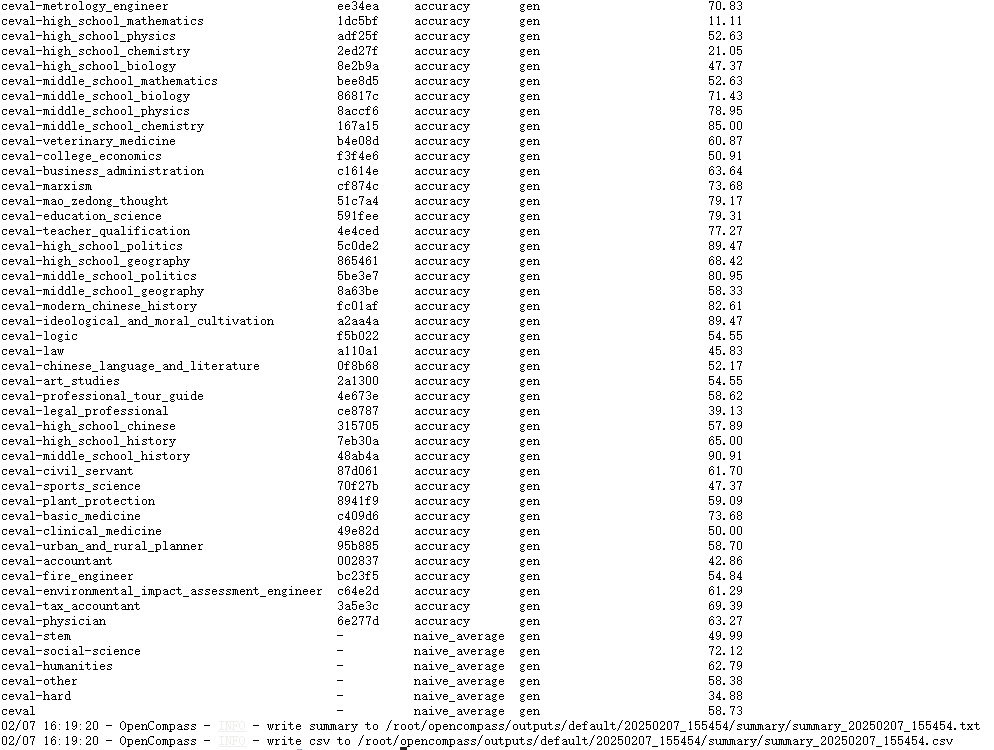 ceval-metrology_engineer ee34ea accuracy gen 70.83
ceval-high_school_mathematics 1dc5bf accuracy gen 11.11
ceval-high_school_physics adf25f accuracy gen 52.63
ceval-high_school_chemistry 2ed27f accuracy gen 21.05
ceval-high_school_biology 8e2b9a accuracy gen 47.37
ceval-middle_school_mathematics bee8d5 accuracy gen 52.63
ceval-middle_school_biology 86817c accuracy gen 71.43
ceval-middle_school_physics 8accf6 accuracy gen 78.95
ceval-middle_school_chemistry 167a15 accuracy gen 85.00
ceval-veterinary_medicine b4e08d accuracy gen 60.87
ceval-college_economics f3f4e6 accuracy gen 50.91
ceval-business_administration c1614e accuracy gen 63.64
ceval-marxism cf874c accuracy gen 73.68
ceval-mao_zedong_thought 51c7a4 accuracy gen 79.17
ceval-education_science 591fee accuracy gen 79.31
ceval-teacher_qualification 4e4ced accuracy gen 77.27
ceval-high_school_politics 5c0de2 accuracy gen 89.47
ceval-high_school_geography 865461 accuracy gen 68.42
ceval-middle_school_politics 5be3e7 accuracy gen 80.95
ceval-middle_school_geography 8a63be accuracy gen 58.33
ceval-modern_chinese_history fc01af accuracy gen 82.61
ceval-ideological_and_moral_cultivation a2aa4a accuracy gen 89.47
ceval-logic f5b022 accuracy gen 54.55
ceval-law a110a1 accuracy gen 45.83
ceval-chinese_language_and_literature 0f8b68 accuracy gen 52.17
ceval-art_studies 2a1300 accuracy gen 54.55
ceval-professional_tour_guide 4e673e accuracy gen 58.62
ceval-legal_professional ce8787 accuracy gen 39.13
ceval-high_school_chinese 315705 accuracy gen 57.89
ceval-high_school_history 7eb30a accuracy gen 65.00
ceval-middle_school_history 48ab4a accuracy gen 90.91
ceval-civil_servant 87d061 accuracy gen 61.70
ceval-sports_science 70f27b accuracy gen 47.37
ceval-plant_protection 8941f9 accuracy gen 59.09
ceval-basic_medicine c409d6 accuracy gen 73.68
ceval-clinical_medicine 49e82d accuracy gen 50.00
ceval-urban_and_rural_planner 95b885 accuracy gen 58.70
ceval-accountant 002837 accuracy gen 42.86
ceval-fire_engineer bc23f5 accuracy gen 54.84
ceval-environmental_impact_assessment_engineer c64e2d accuracy gen 61.29
ceval-tax_accountant 3a5e3c accuracy gen 69.39
ceval-physician 6e277d accuracy gen 63.27
ceval-stem - naive_average gen 49.99
ceval-social-science - naive_average gen 72.12
ceval-humanities - naive_average gen 62.79
ceval-other - naive_average gen 58.38
ceval-hard - naive_average gen 34.88
ceval - naive_average gen 58.73
02/07 16:19:20 - OpenCompass - INFO - write summary to /root/opencompass/outputs/default/20250207_155454/summary/summary_20250207_155454.txt
02/07 16:19:20 - OpenCompass - INFO - write csv to /root/opencompass/outputs/default/20250207_155454/summary/summary_20250207_155454.csv